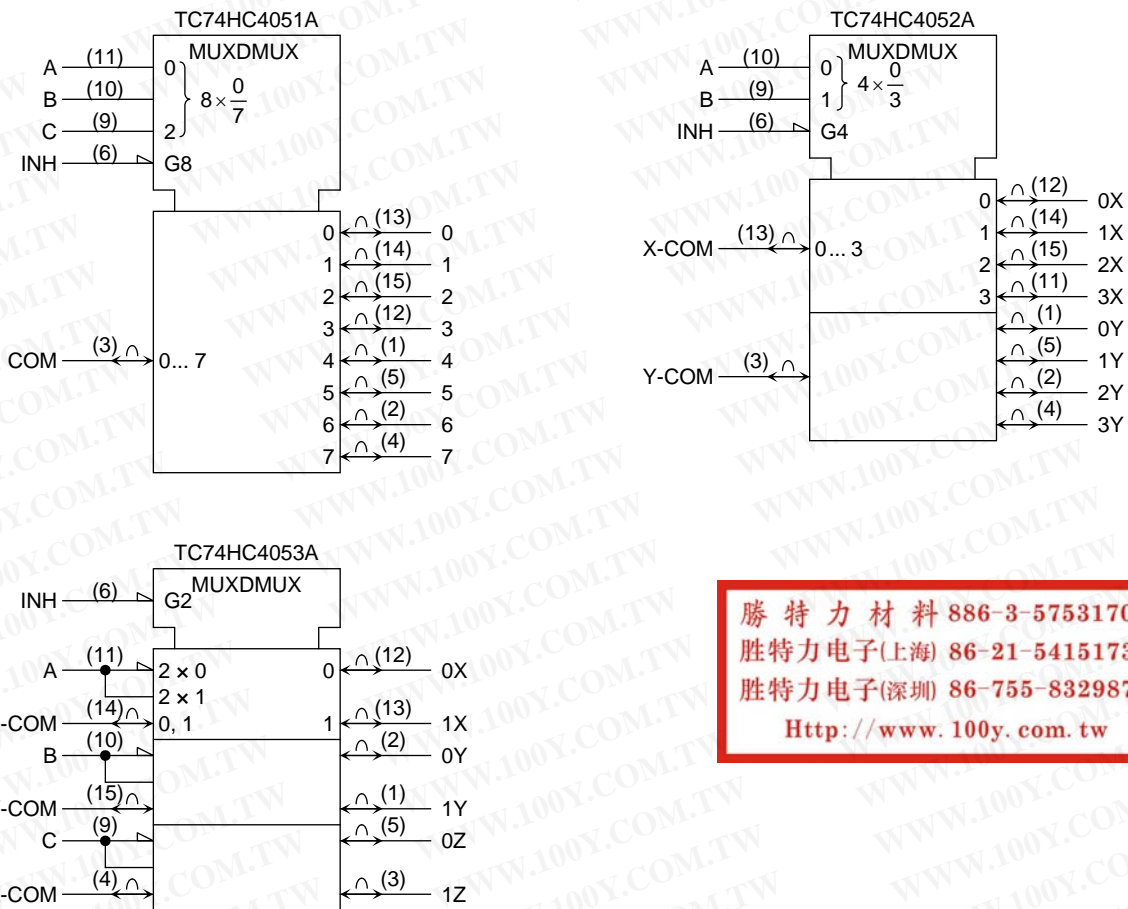 TC74HC4051A
MUXDMUX
A (11) 0
B (10) 8 × 0/7
C (9) 2
INH (6) G8
0 (13) 0
1 (14) 1
2 (15) 2
3 (12) 3
COM (3) 0... 7 4 (1) 4
5 (5) 5
6 (2) 6
7 (4) 7
TC74HC4052A
MUXDMUX
A (10) 0
B (9) 1 4 × 0/3
INH (6) G4
0 (12) 0X
1 (14) 1X
X-COM (13) 0... 3
2 (15) 2X
3 (11) 3X
(1) 0Y
(5) 1Y
Y-COM (3)
(2) 2Y
(4) 3Y
TC74HC4053A
MUXDMUX
INH (6) G2
A (11) 2 × 0 0 (12) 0X
2 × 1
-COM (14) 0, 1 1 (13) 1X
B (10) (2) 0Y
-COM (15) (1) 1Y
C (9) (5) 0Z
-COM (4) (3) 1Z
勝 特 力 材 料 886-3-5753170
胜特力电子(上海) 86-21-5415173
胜特力电子(深圳) 86-755-832987
Http://www.100y.com.tw
WWW.100Y.COM.TW